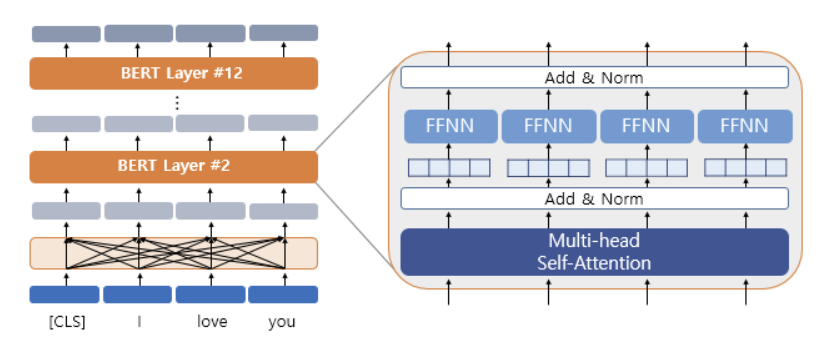 BERT Layer #12
⋮
BERT Layer #2
[CLS] I love you
Add & Norm
FFNN FFNN FFNN FFNN
Add & Norm
Multi-head
Self-Attention